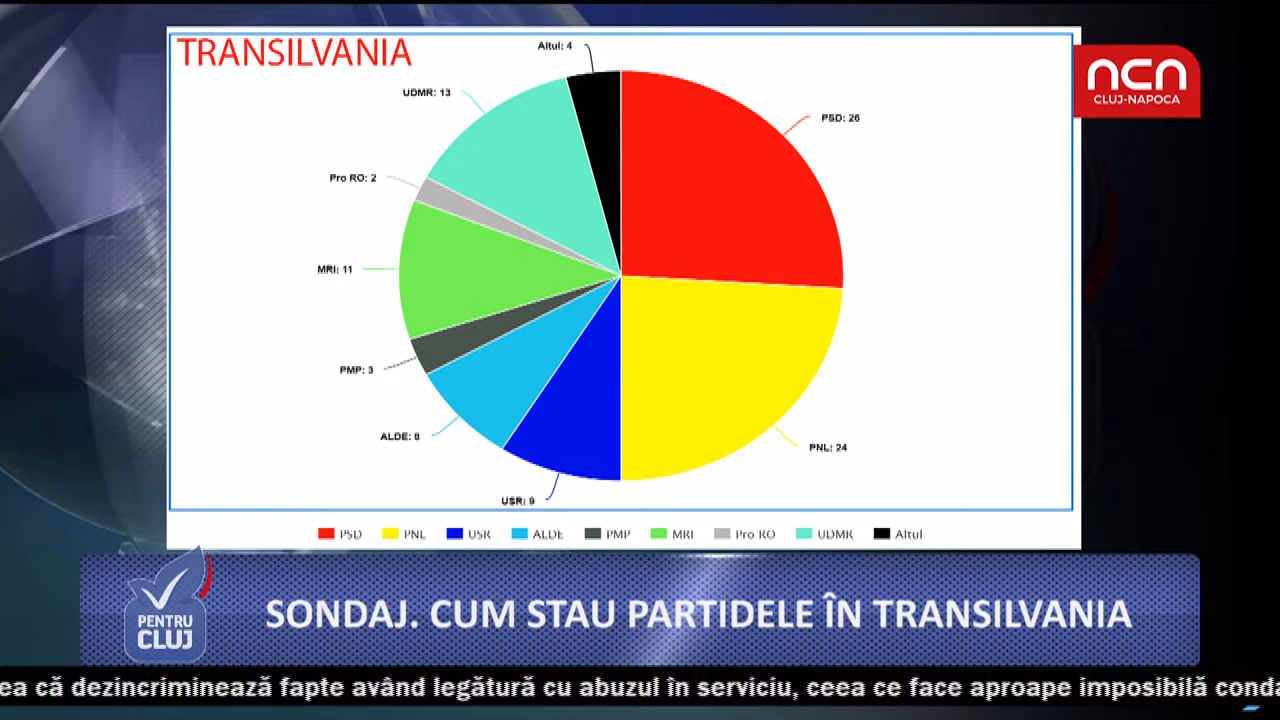 TRANSILVANIA
Altul: 4
UDMR: 13
PSD: 26
Pro RO: 2
MRI: 11
PMP: 3
ALDE: 8
PNL: 24
USR: 9
PSD PNL USR ALDE PMP MRI Pro RO UDMR Altul
ncn
CLUJ-NAPOCA
PENTRU
CLUJ
SONDAJ. CUM STAU PARTIDELE ÎN TRANSILVANIA
ea că dezincriminează fapte având legătură cu abuzul în serviciu, ceea ce face aproape imposibilă conda